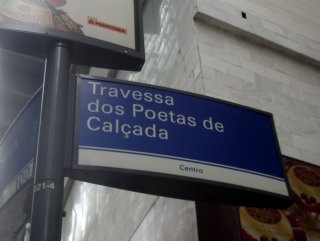 Travessa
dos Poetas de
Calçada
Centro